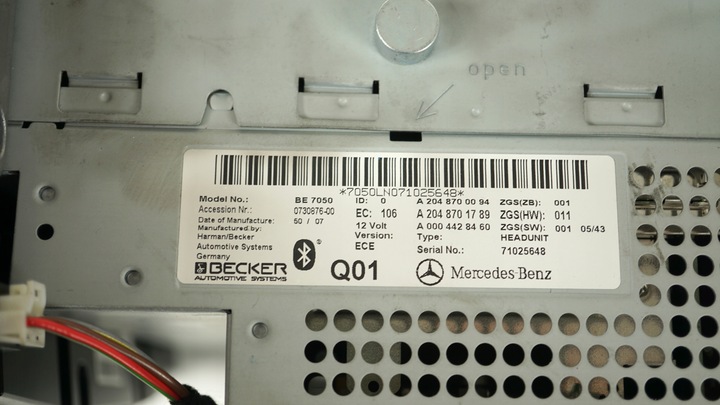 open
*7050LN071025648*
Model No.: BE 7050 ID: 0 A 204 870 00 94 ZGS(ZB): 001
Accession Nr.: 0730876-00 EC: 106 A 204 870 17 89 ZGS(HW): 011
Date of Manufacture: 50 / 07 12 Volt A 000 442 84 60 ZGS(SW): 001 05/43
Manufactured by: Version: Type: HEADUNIT
Harman/Becker ECE Serial No.: 71025648
Automotive Systems
Germany
BECKER Q01 Mercedes-Benz
AUTOMOTIVE SYSTEMS